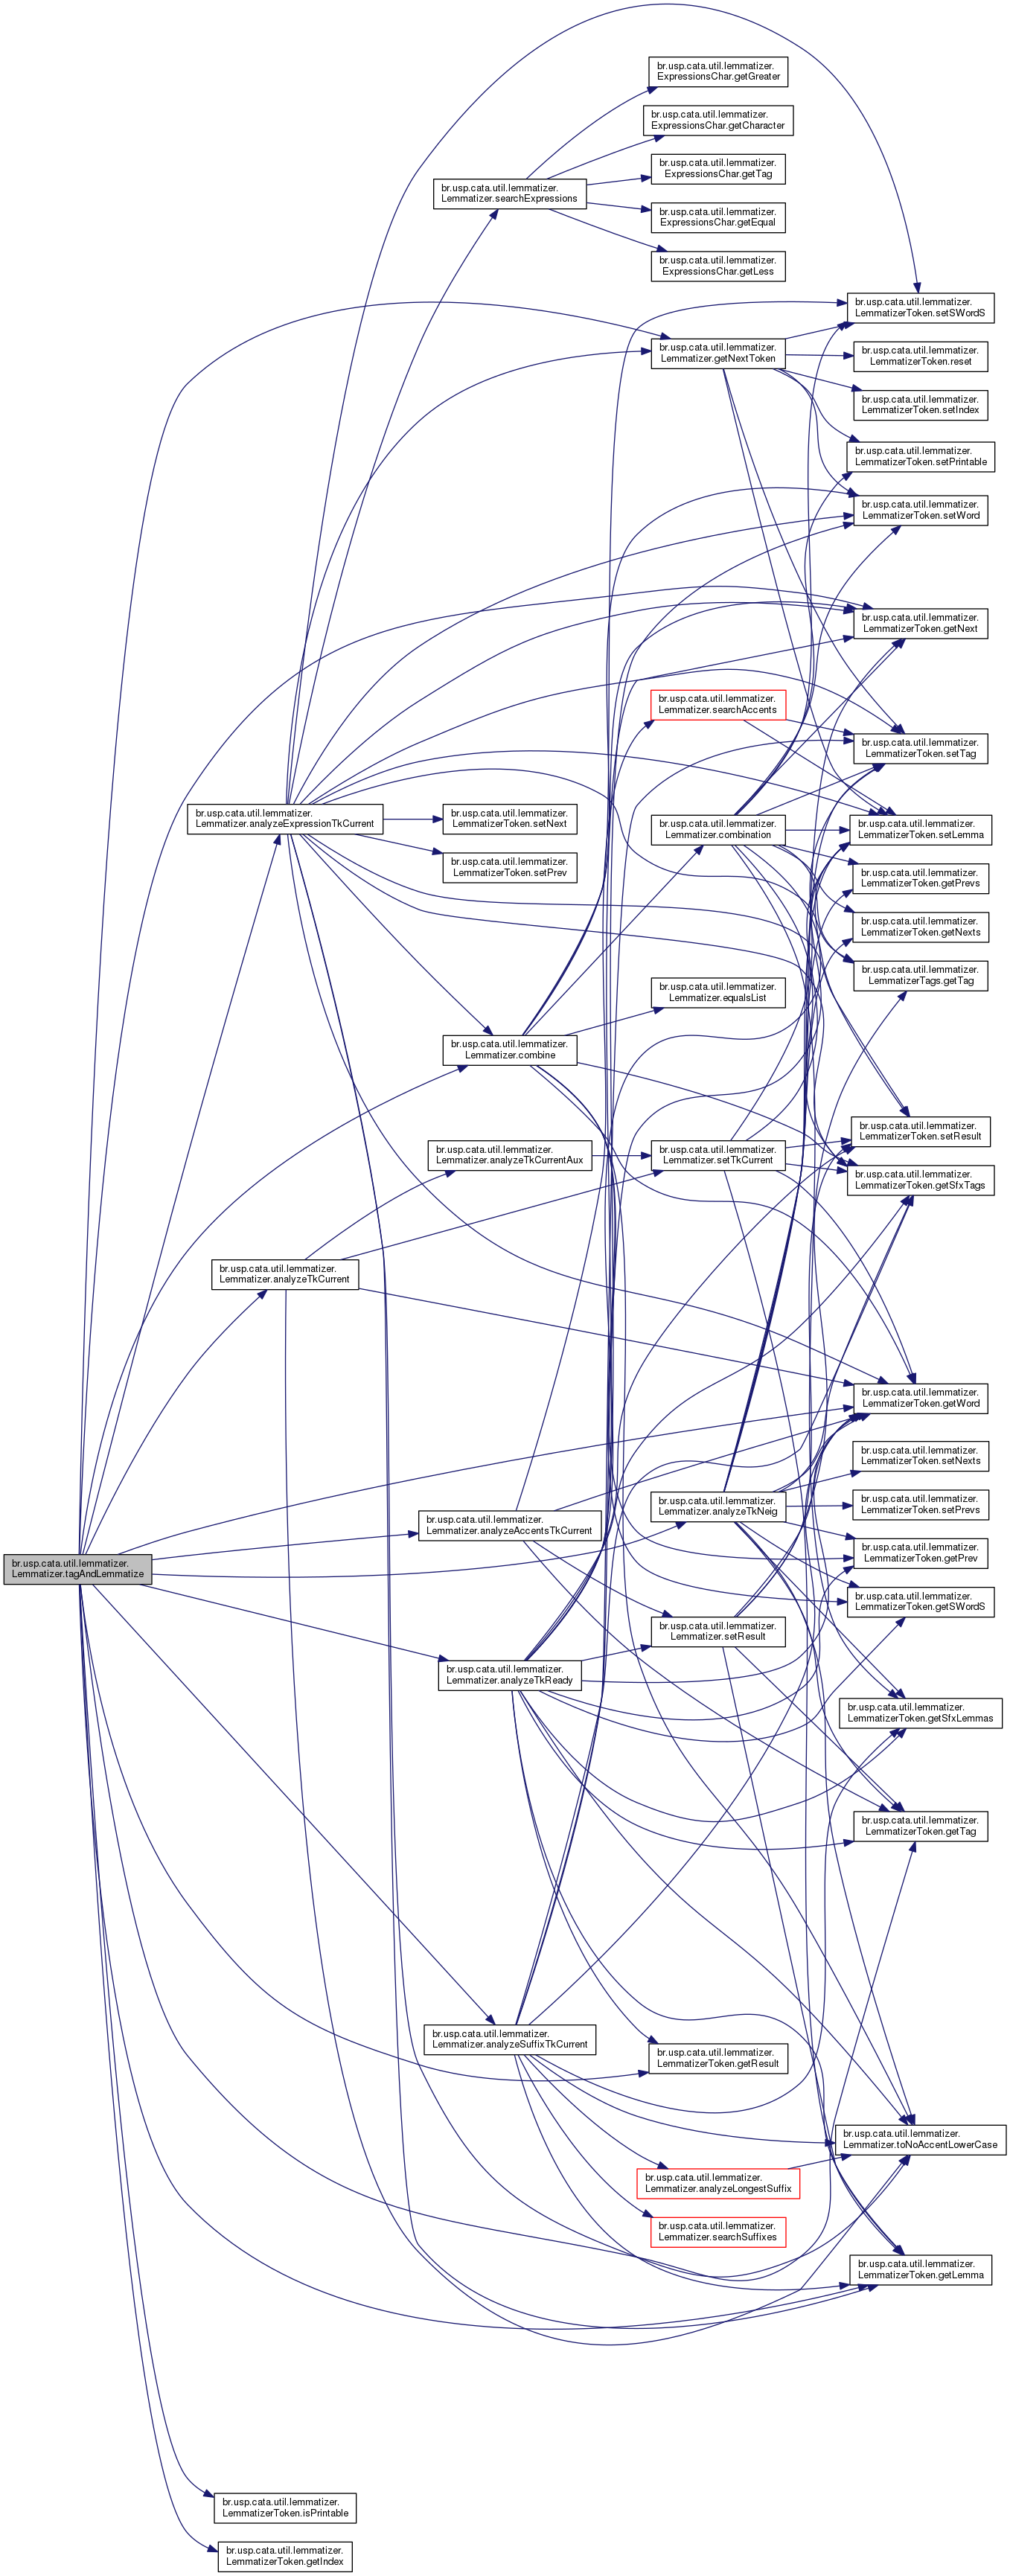 br.usp.cata.util.lemmatizer.
ExpressionsChar.getGreater
br.usp.cata.util.lemmatizer.
ExpressionsChar.getCharacter
br.usp.cata.util.lemmatizer.
ExpressionsChar.getTag
br.usp.cata.util.lemmatizer.
Lemmatizer.searchExpressions
br.usp.cata.util.lemmatizer.
ExpressionsChar.getEqual
br.usp.cata.util.lemmatizer.
ExpressionsChar.getLess
br.usp.cata.util.lemmatizer.
LemmatizerToken.setSWordS
br.usp.cata.util.lemmatizer.
Lemmatizer.getNextToken
br.usp.cata.util.lemmatizer.
LemmatizerToken.reset
br.usp.cata.util.lemmatizer.
LemmatizerToken.setIndex
br.usp.cata.util.lemmatizer.
LemmatizerToken.setPrintable
br.usp.cata.util.lemmatizer.
LemmatizerToken.setWord
br.usp.cata.util.lemmatizer.
LemmatizerToken.getNext
br.usp.cata.util.lemmatizer.
Lemmatizer.searchAccents
br.usp.cata.util.lemmatizer.
LemmatizerToken.setTag
br.usp.cata.util.lemmatizer.
Lemmatizer.analyzeExpressionTkCurrent
br.usp.cata.util.lemmatizer.
LemmatizerToken.setNext
br.usp.cata.util.lemmatizer.
Lemmatizer.combination
br.usp.cata.util.lemmatizer.
LemmatizerToken.setLemma
br.usp.cata.util.lemmatizer.
LemmatizerToken.setPrev
br.usp.cata.util.lemmatizer.
LemmatizerToken.getPrevs
br.usp.cata.util.lemmatizer.
LemmatizerToken.getNexts
br.usp.cata.util.lemmatizer.
Lemmatizer.equalsList
br.usp.cata.util.lemmatizer.
LemmatizerTags.getTag
br.usp.cata.util.lemmatizer.
Lemmatizer.combine
br.usp.cata.util.lemmatizer.
LemmatizerToken.setResult
br.usp.cata.util.lemmatizer.
Lemmatizer.analyzeTkCurrentAux
br.usp.cata.util.lemmatizer.
Lemmatizer.setTkCurrent
br.usp.cata.util.lemmatizer.
LemmatizerToken.getSfxTags
br.usp.cata.util.lemmatizer.
Lemmatizer.analyzeTkCurrent
br.usp.cata.util.lemmatizer.
LemmatizerToken.getWord
br.usp.cata.util.lemmatizer.
LemmatizerToken.setNexts
br.usp.cata.util.lemmatizer.
Lemmatizer.analyzeAccentsTkCurrent
br.usp.cata.util.lemmatizer.
Lemmatizer.analyzeTkNeig
br.usp.cata.util.lemmatizer.
LemmatizerToken.setPrevs
br.usp.cata.util.lemmatizer.
LemmatizerToken.getPrev
br.usp.cata.util.lemmatizer.
Lemmatizer.tagAndLemmatize
br.usp.cata.util.lemmatizer.
LemmatizerToken.getSWordS
br.usp.cata.util.lemmatizer.
Lemmatizer.setResult
br.usp.cata.util.lemmatizer.
Lemmatizer.analyzeTkReady
br.usp.cata.util.lemmatizer.
LemmatizerToken.getSfxLemmas
br.usp.cata.util.lemmatizer.
LemmatizerToken.getTag
br.usp.cata.util.lemmatizer.
Lemmatizer.analyzeSuffixTkCurrent
br.usp.cata.util.lemmatizer.
LemmatizerToken.getResult
br.usp.cata.util.lemmatizer.
Lemmatizer.toNoAccentLowerCase
br.usp.cata.util.lemmatizer.
Lemmatizer.analyzeLongestSuffix
br.usp.cata.util.lemmatizer.
Lemmatizer.searchSuffixes
br.usp.cata.util.lemmatizer.
LemmatizerToken.getLemma
br.usp.cata.util.lemmatizer.
LemmatizerToken.isPrintable
br.usp.cata.util.lemmatizer.
LemmatizerToken.getIndex